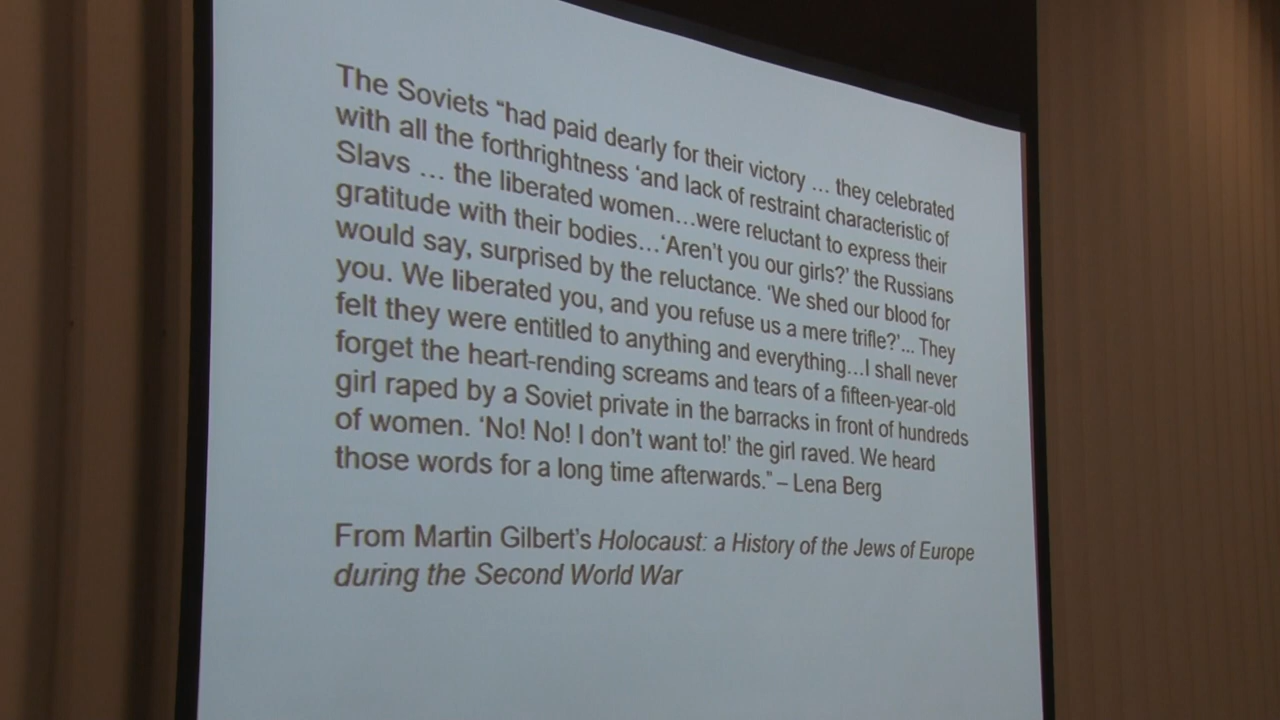 The Soviets “had paid dearly for their victory … they celebrated
with all the forthrightness ‘and lack of restraint characteristic of
Slavs … the liberated women…were reluctant to express their
gratitude with their bodies…‘Aren’t you our girls?’ the Russians
would say, surprised by the reluctance. ‘We shed our blood for
you. We liberated you, and you refuse us a mere trifle?’... They
felt they were entitled to anything and everything…I shall never
forget the heart-rending screams and tears of a fifteen-year-old
girl raped by a Soviet private in the barracks in front of hundreds
of women. ‘No! No! I don’t want to!’ the girl raved. We heard
those words for a long time afterwards.” – Lena Berg
From Martin Gilbert’s Holocaust: a History of the Jews of Europe
during the Second World War